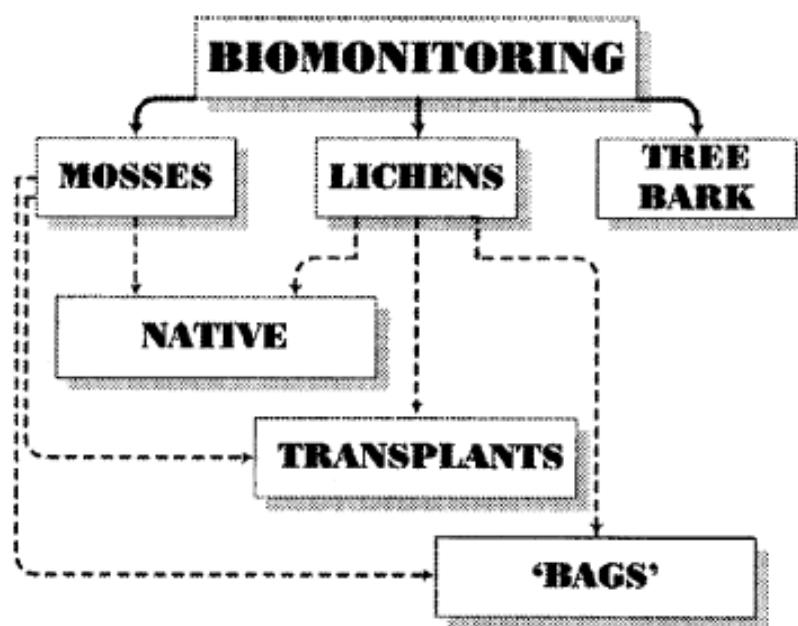 BIOMONITORING
MOSSES
LICHENS
TREE
BARK
NATIVE
TRANSPLANTS
‘BAGS’